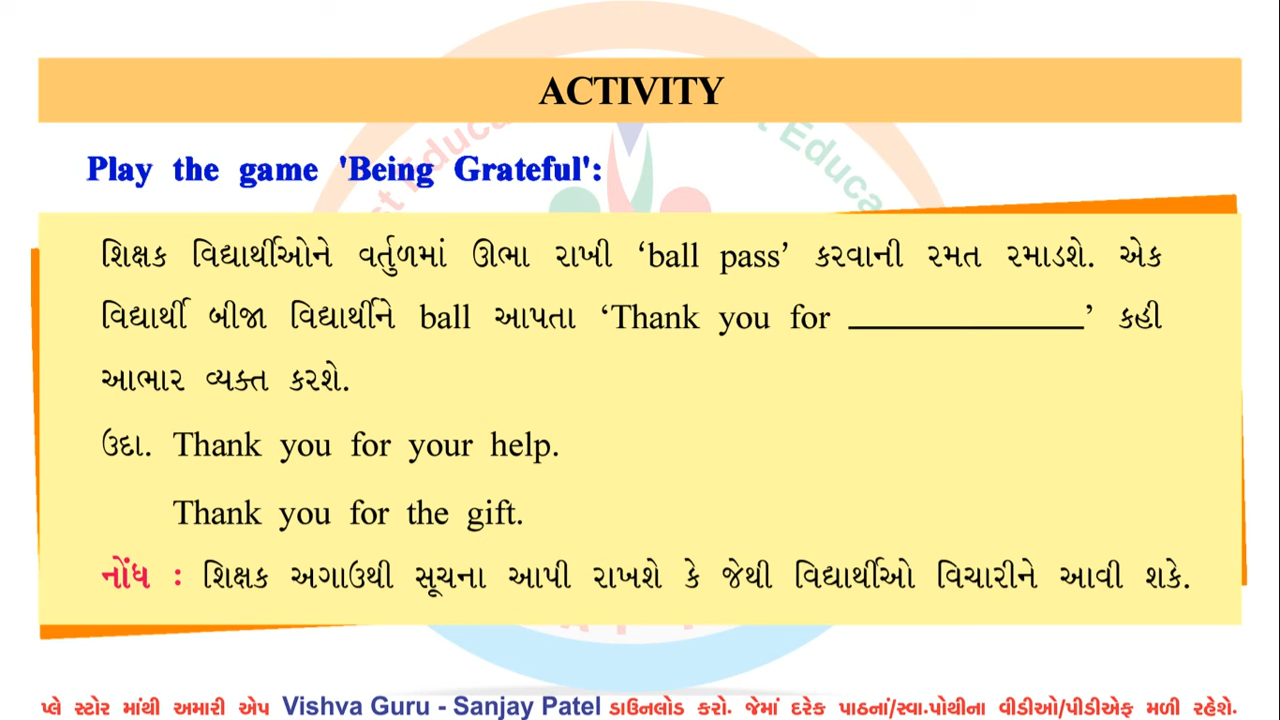 ACTIVITY
Play the game 'Being Grateful':
શિક્ષક વિદ્યાર્થીઓને વર્તુળમાં ઊભા રાખી ‘ball pass’ કરવાની રમત રમાડશે. એક
વિદ્યાર્થી બીજા વિદ્યાર્થીને ball આપતા ‘Thank you for ______________’ કહી
આભાર વ્યક્ત કરશે.
ઉદા. Thank you for your help.
Thank you for the gift.
નોંધ : શિક્ષક અગાઉથી સૂચના આપી રાખશે કે જેથી વિદ્યાર્થીઓ વિચારીને આવી શકે.
પ્લે સ્ટોર માંથી અમારી એપ Vishva Guru - Sanjay Patel ડાઉનલોડ કરો. જેમાં દરેક પાઠનાં/સ્વા.પોથીના વીડીઓ/પીડીએફ મળી રહેશે.